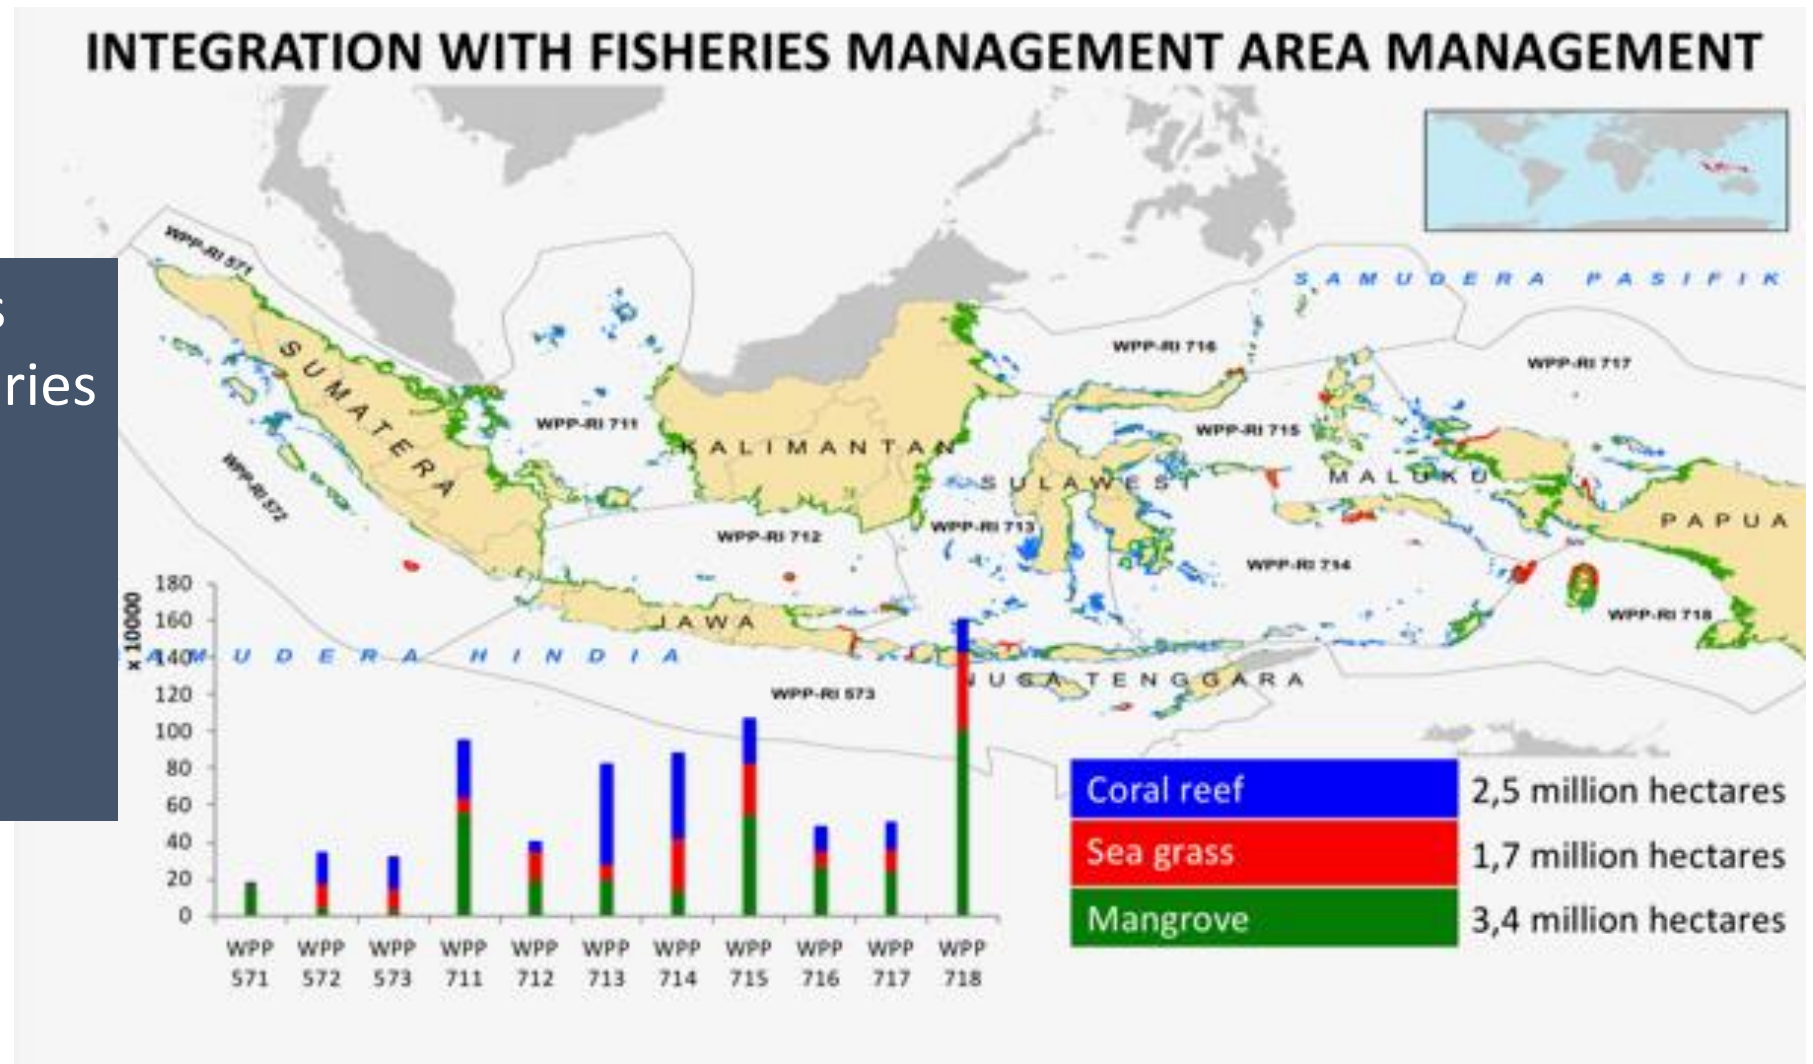 INTEGRATION WITH FISHERIES MANAGEMENT AREA MANAGEMENT
s
ries
WPP-RI 571
SAMUDERA PASIFIK
WPP-RI 716
WPP-RI 717
SUMATERA
WPP-RI 711
KALIMANTAN
WPP-RI 715
SULAWESI
MALUKU
WPP-RI 572
WPP-RI 712
WPP-RI 713
PAPUA
WPP-RI 714
WPP-RI 718
JAWA
AMUDERA HINDIA
NUSA TENGGARA
WPP-RI 573
x 10000
180
160
140
120
100
80
60
40
20
0
WPP 571
WPP 572
WPP 573
WPP 711
WPP 712
WPP 713
WPP 714
WPP 715
WPP 716
WPP 717
WPP 718
Coral reef 2,5 million hectares
Sea grass 1,7 million hectares
Mangrove 3,4 million hectares